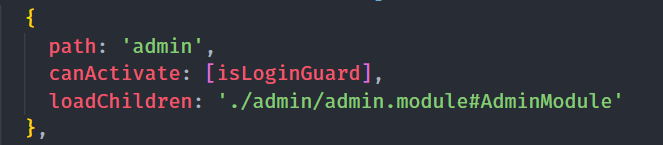 {
path: 'admin',
canActivate: [isLoginGuard],
loadChildren: './admin/admin.module#AdminModule'
},